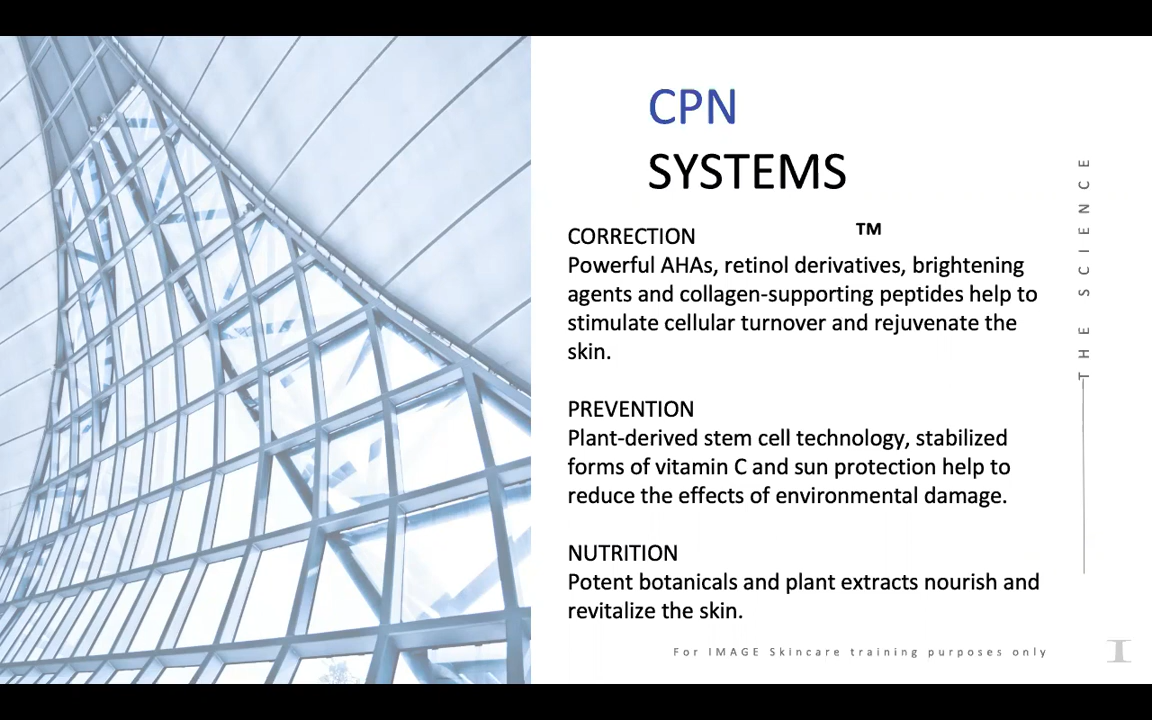 CPN
SYSTEMS
™
CORRECTION
Powerful AHAs, retinol derivatives, brightening
agents and collagen-supporting peptides help to
stimulate cellular turnover and rejuvenate the
skin.
PREVENTION
Plant-derived stem cell technology, stabilized
forms of vitamin C and sun protection help to
reduce the effects of environmental damage.
NUTRITION
Potent botanicals and plant extracts nourish and
revitalize the skin.
THE SCIENCE
For IMAGE Skincare training purposes only
I